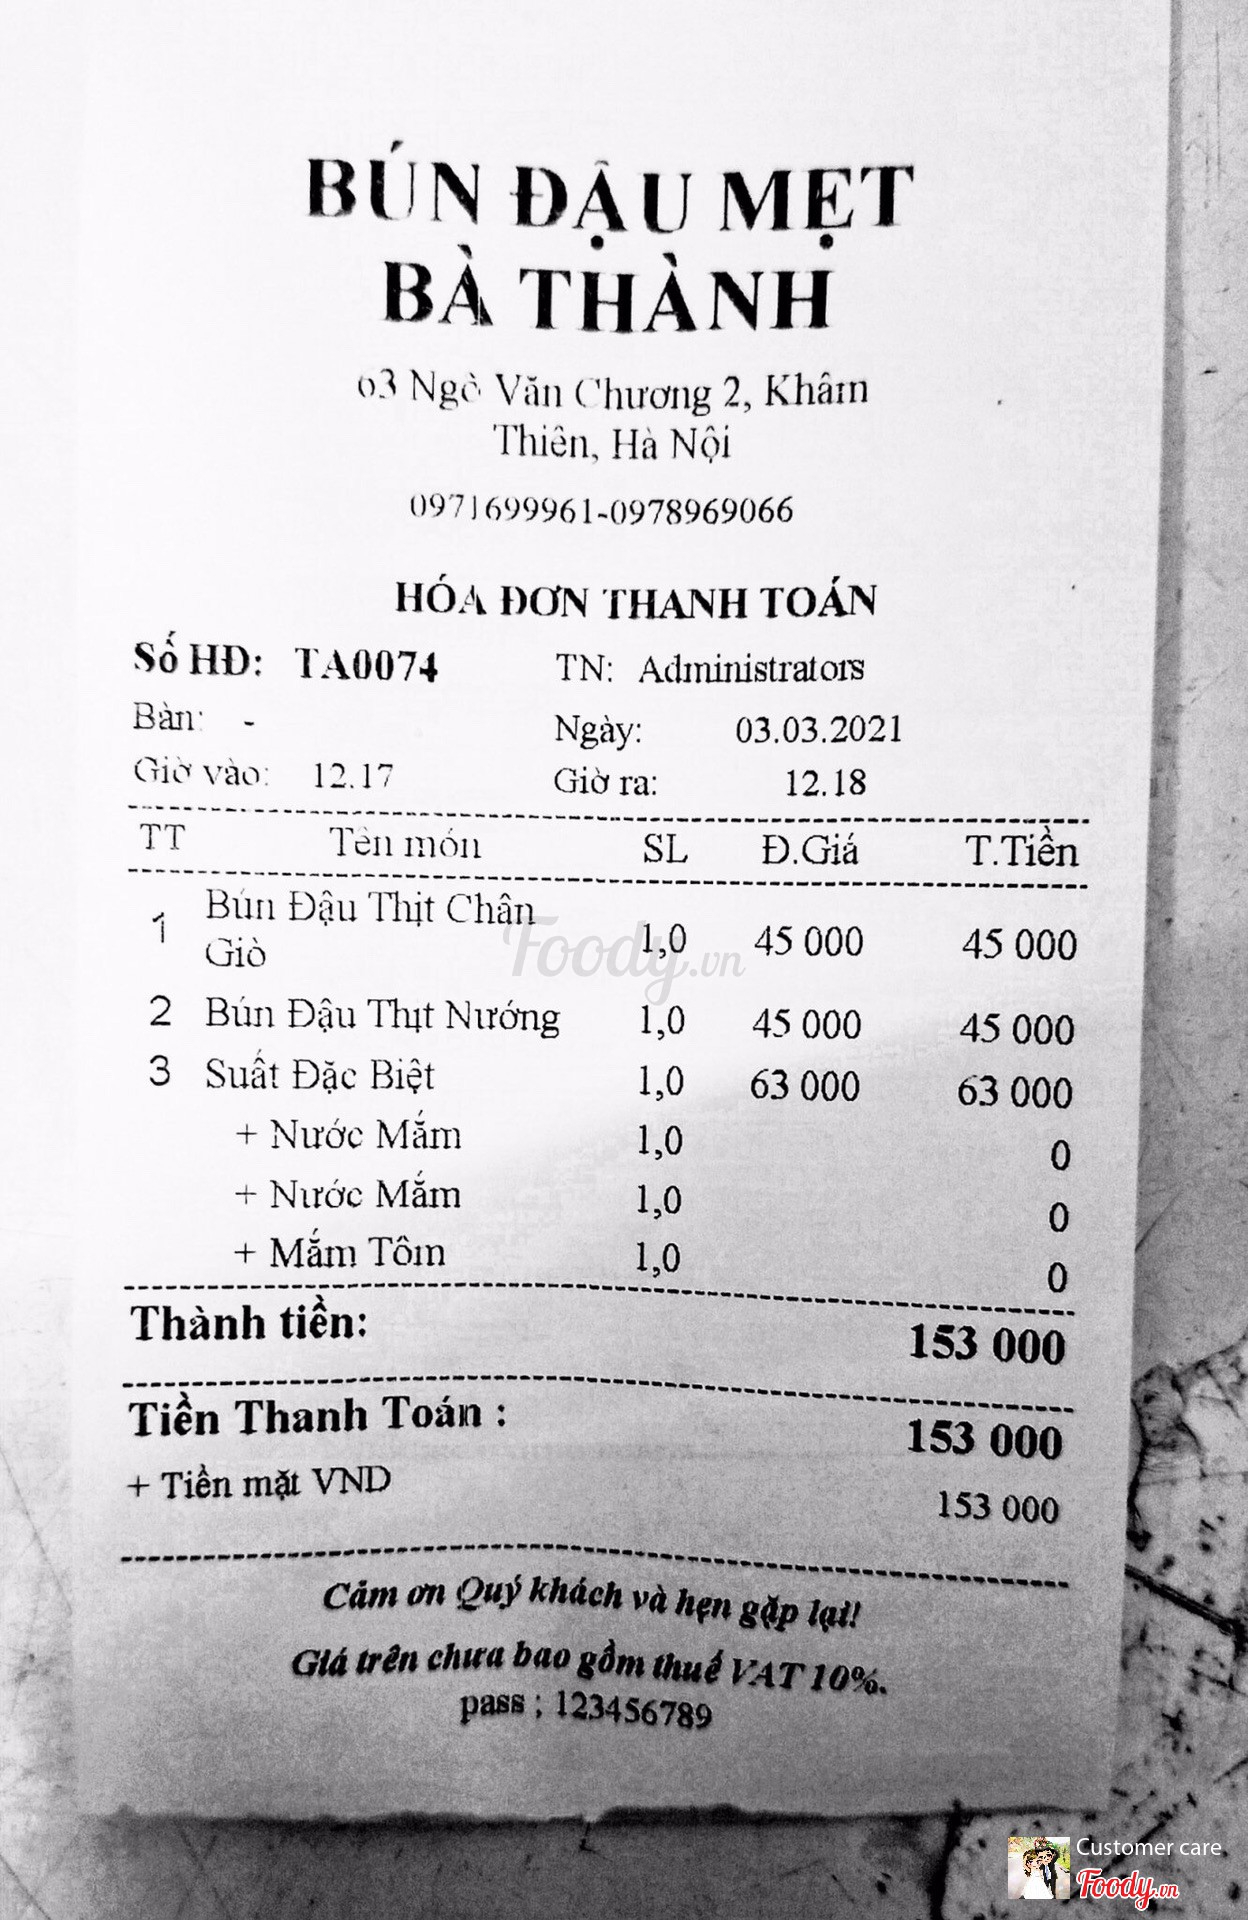 BÚN ĐẬU MẸT
BÀ THÀNH
63 Ngõ Văn Chương 2, Khâm
Thiên, Hà Nội
0971699961-0978969066
HÓA ĐƠN THANH TOÁN
Số HĐ: TA0074 TN: Administrators
Bàn: - Ngày: 03.03.2021
Giờ vào: 12.17 Giờ ra: 12.18
TT Tên món SL Đ.Giá T.Tiền
1 Bún Đậu Thịt Chân
Giò 1,0 45 000 45 000
2 Bún Đậu Thịt Nướng 1,0 45 000 45 000
3 Suất Đặc Biệt 1,0 63 000 63 000
+ Nước Mắm 1,0 0
+ Nước Mắm 1,0 0
+ Mắm Tôm 1,0 0
Thành tiền: 153 000
Tiền Thanh Toán : 153 000
+ Tiền mặt VND 153 000
Cảm ơn Quý khách và hẹn gặp lại!
Giá trên chưa bao gồm thuế VAT 10%.
pass : 123456789
Foody.vn
Customer care
Foody.vn